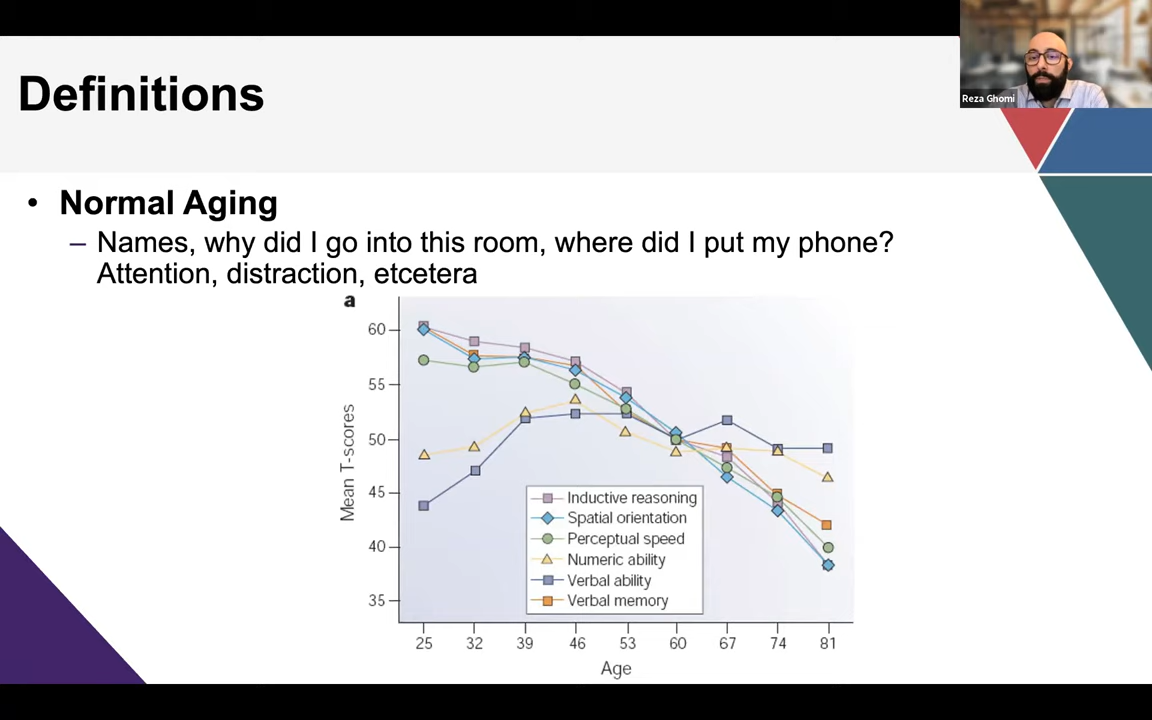 Definitions
Reza Ghomi
• Normal Aging
– Names, why did I go into this room, where did I put my phone?
Attention, distraction, etcetera
a
60
55
50
45
40
35
Mean T-scores
Inductive reasoning
Spatial orientation
Perceptual speed
Numeric ability
Verbal ability
Verbal memory
25 32 39 46 53 60 67 74 81
Age